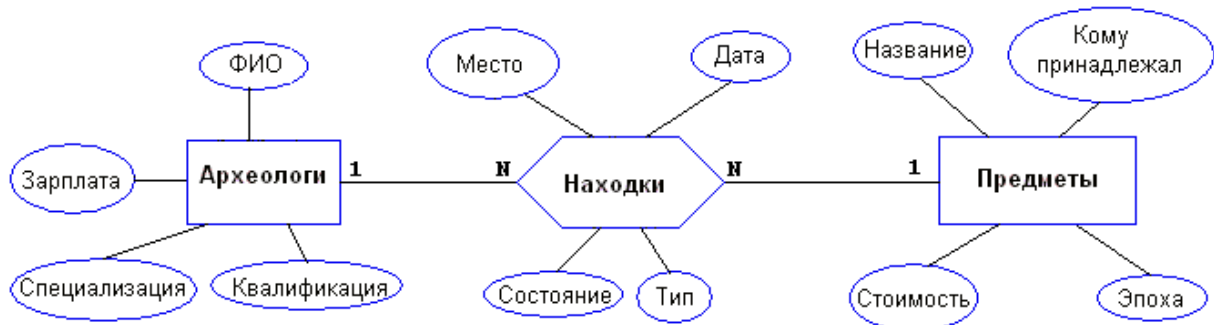 ФИО
Место
Дата
Название
Кому
принадлежал
Зарплата
Археологи
1
N
Находки
N
1
Предметы
Специализация
Квалификация
Состояние
Тип
Стоимость
Эпоха